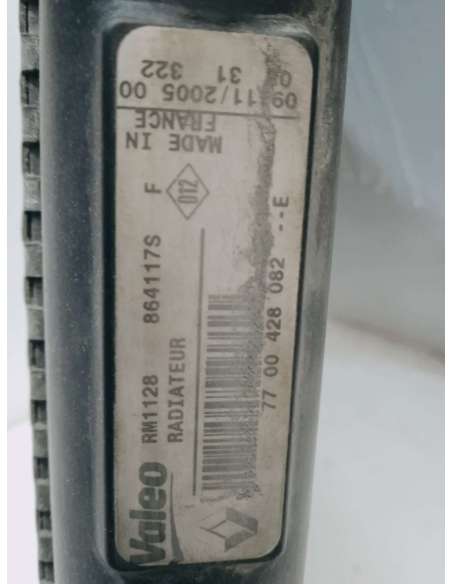 Valeo
RM1128 864117S F 012
RADIATEUR
77 00 428 082 --E
MADE IN
FRANCE
09/11/2005 00
31 322